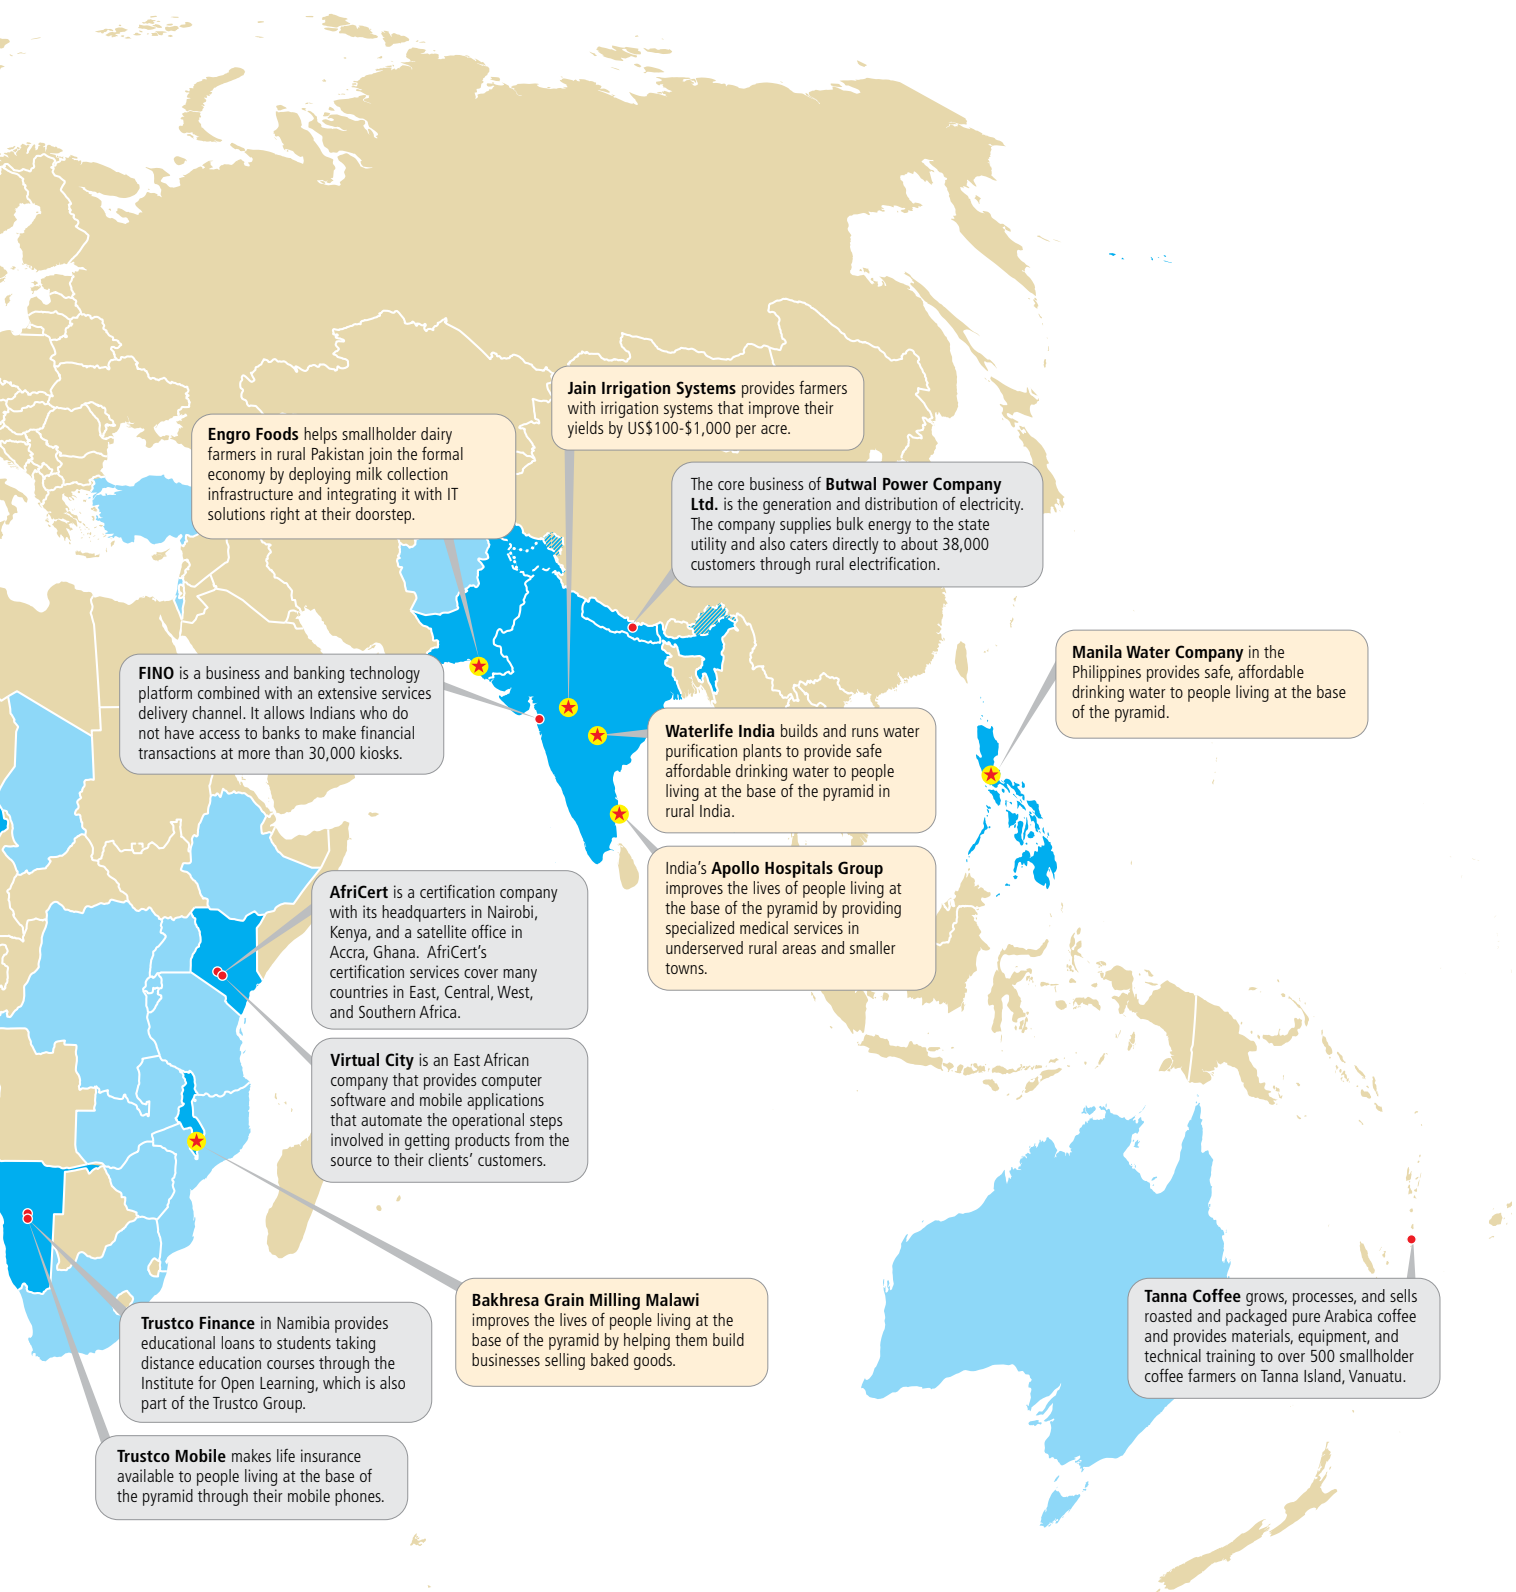 Jain Irrigation Systems provides farmers
with irrigation systems that improve their
yields by US$100-$1,000 per acre.
Engro Foods helps smallholder dairy
farmers in rural Pakistan join the formal
economy by deploying milk collection
infrastructure and integrating it with IT
solutions right at their doorstep.
The core business of Butwal Power Company
Ltd. is the generation and distribution of electricity.
The company supplies bulk energy to the state
utility and also caters directly to about 38,000
customers through rural electrification.
Manila Water Company in the
Philippines provides safe, affordable
drinking water to people living at the base
of the pyramid.
FINO is a business and banking technology
platform combined with an extensive services
delivery channel. It allows Indians who do
not have access to banks to make financial
transactions at more than 30,000 kiosks.
Waterlife India builds and runs water
purification plants to provide safe
affordable drinking water to people
living at the base of the pyramid in
rural India.
India's Apollo Hospitals Group
improves the lives of people living at
the base of the pyramid by providing
specialized medical services in
underserved rural areas and smaller
towns.
AfriCert is a certification company
with its headquarters in Nairobi,
Kenya, and a satellite office in
Accra, Ghana. AfriCert's
certification services cover many
countries in East, Central, West,
and Southern Africa.
Virtual City is an East African
company that provides computer
software and mobile applications
that automate the operational steps
involved in getting products from the
source to their clients' customers.
Bakhresa Grain Milling Malawi
improves the lives of people living at the
base of the pyramid by helping them build
businesses selling baked goods.
Tanna Coffee grows, processes, and sells
roasted and packaged pure Arabica coffee
and provides materials, equipment, and
technical training to over 500 smallholder
coffee farmers on Tanna Island, Vanuatu.
Trustco Finance in Namibia provides
educational loans to students taking
distance education courses through the
Institute for Open Learning, which is also
part of the Trustco Group.
Trustco Mobile makes life insurance
available to people living at the base of
the pyramid through their mobile phones.